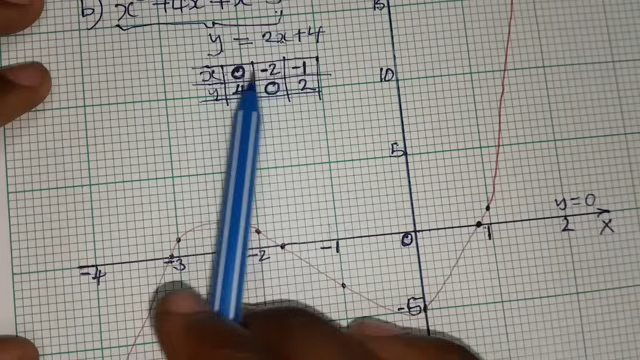 b) x +4x +x
y = 2x+4
x 0 -2 -1
y 4 0 2
15
10
5
y=0
-4 -3 -2 -1 0 1 2 x
-5